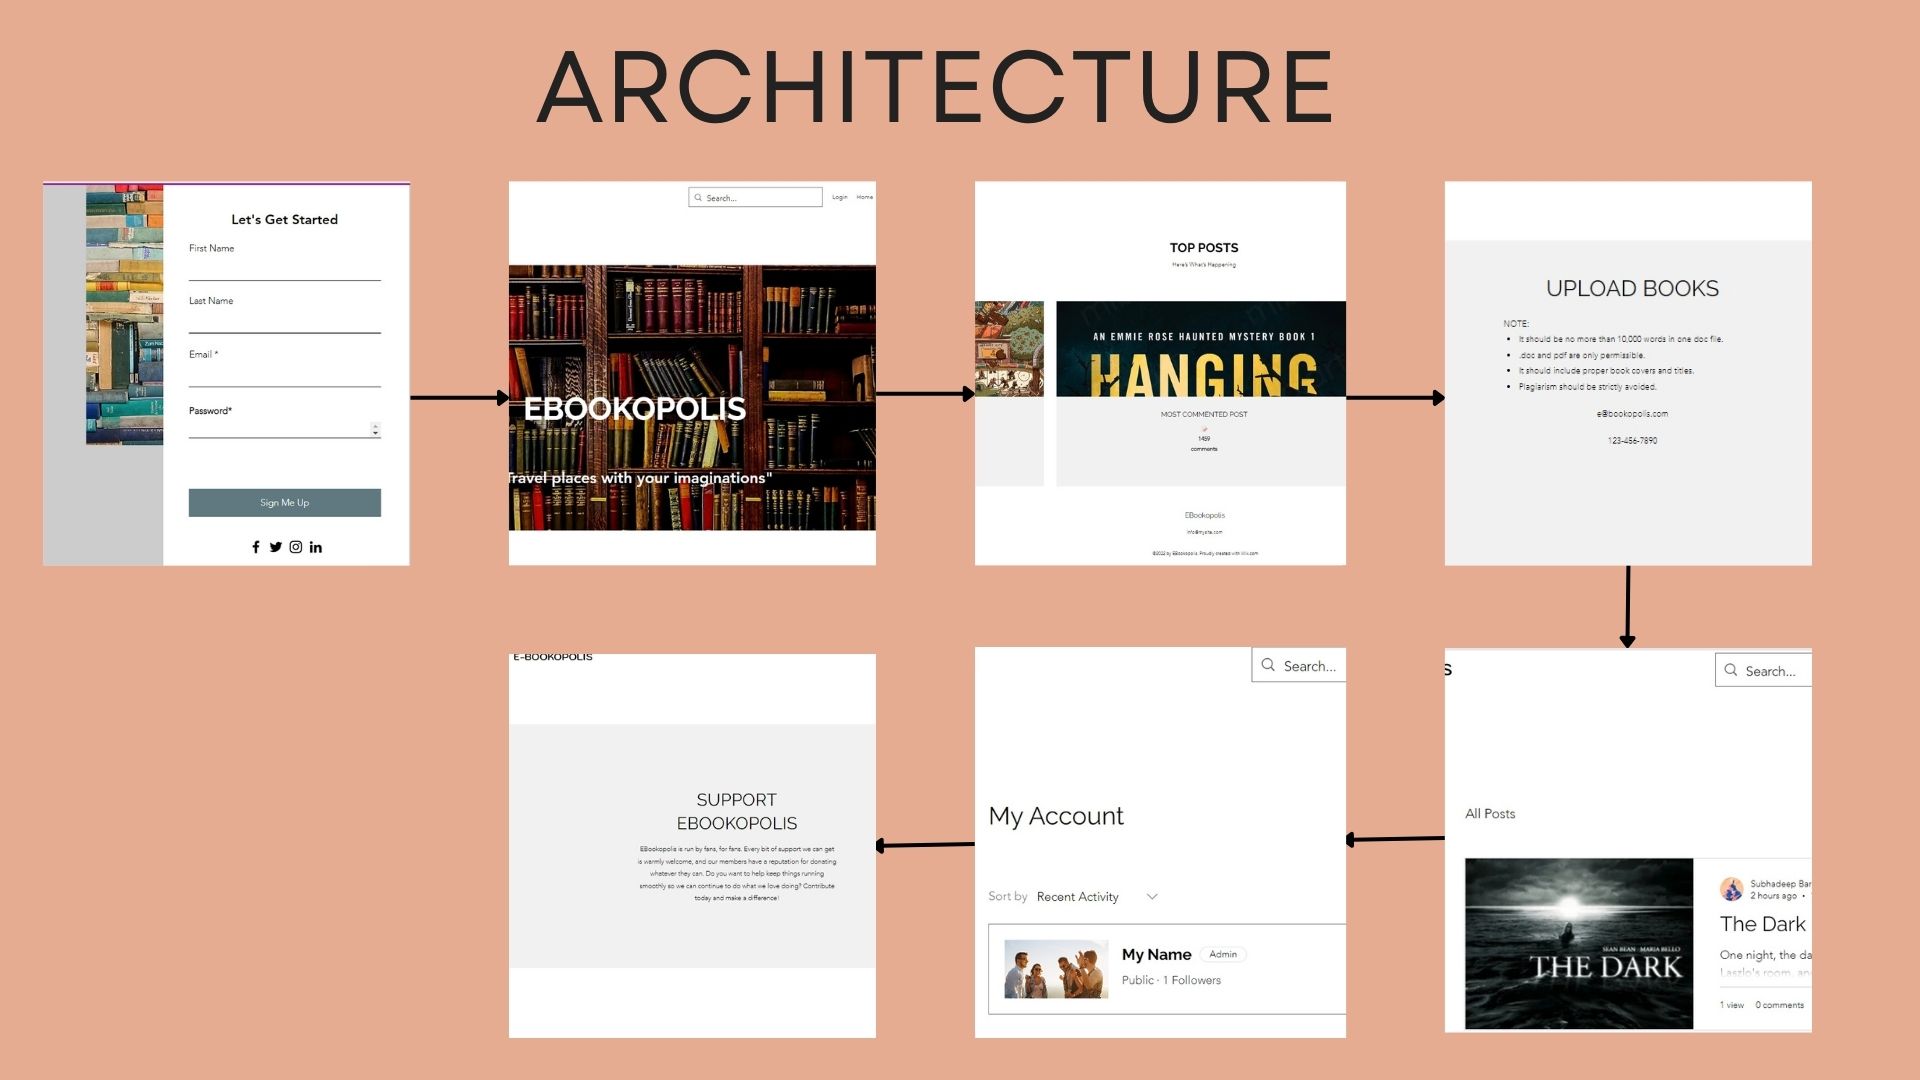 ARCHITECTURE
Let's Get Started
First Name
Last Name
Email *
Password*
Sign Me Up
Search...
Login Home
EBOOKOPOLIS
Travel places with your imaginations"
TOP POSTS
Here's What's Happening
AN EMMIE ROSE HAUNTED MYSTERY BOOK 1
HANGING
MOST COMMENTED POST
1459
comments
EBookopolis
info@mysite.com
©2022 by EBookopolis. Proudly created with Wix.com
UPLOAD BOOKS
NOTE:
It should be no more than 10,000 words in one doc file.
.doc and pdf are only permissible.
It should include proper book covers and titles.
Plagiarism should be strictly avoided.
e@bookopolis.com
123-456-7890
E-BOOKOPOLIS
SUPPORT
EBOOKOPOLIS
EBookopolis is run by fans, for fans. Every bit of support we can get
is warmly welcome, and our members have a reputation for donating
whatever they can. Do you want to help keep things running
smoothly so we can continue to do what we love doing? Contribute
today and make a difference!
Search...
My Account
Sort by Recent Activity
My Name Admin
Public · 1 Followers
S
Search...
All Posts
SEAN BEAN MARIA BELLO
THE DARK
Subhadeep Bar
2 hours ago •
The Dark
One night, the da
Laszlo's room, an
1 view 0 comments